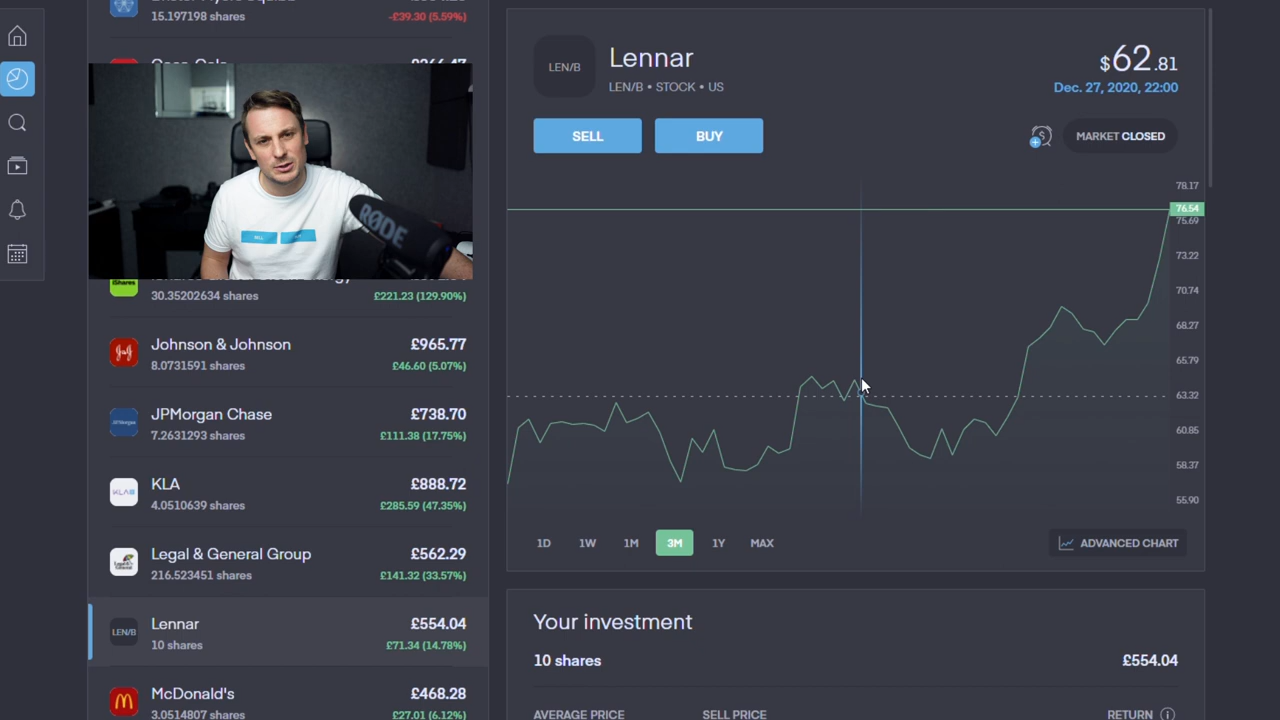 15.197198 shares
-£39.30 (5.59%)
RØDE
iShares
30.35202634 shares
£221.23 (129.90%)
Johnson & Johnson
£965.77
8.0731591 shares
£46.60 (5.07%)
JPMorgan Chase
£738.70
7.2631293 shares
£111.38 (17.75%)
KLA
£888.72
4.0510639 shares
£285.59 (47.35%)
Legal & General Group
£562.29
216.523451 shares
£141.32 (33.57%)
LEN/B
Lennar
£554.04
10 shares
£71.34 (14.78%)
McDonald's
£468.28
3.0514807 shares
£27.01 (6.12%)
LEN/B
Lennar
LEN/B • STOCK • US
$62.81
Dec. 27, 2020, 22:00
SELL
BUY
MARKET CLOSED
78.17
76.54
75.69
73.22
70.74
68.27
65.79
63.32
60.85
58.37
55.90
1D
1W
1M
3M
1Y
MAX
ADVANCED CHART
Your investment
10 shares
£554.04
AVERAGE PRICE
SELL PRICE
RETURN